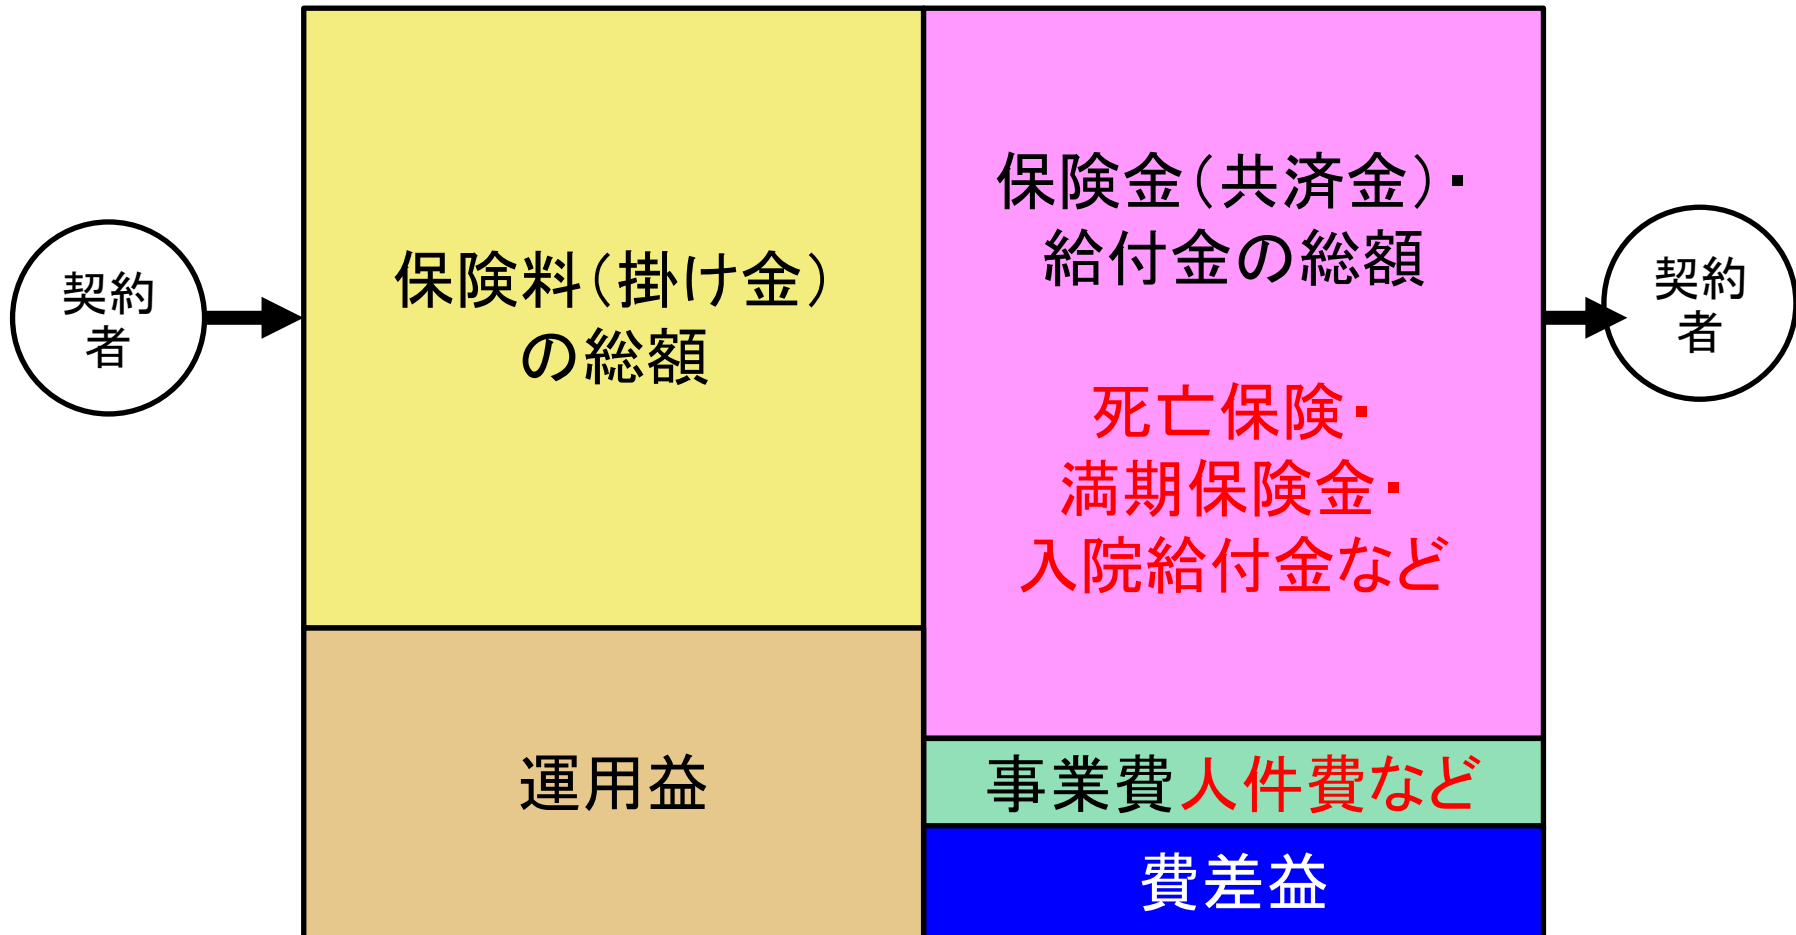 契約
者
保険料(掛け金)
の総額
運用益
保険金(共済金)・
給付金の総額
死亡保険・
満期保険金・
入院給付金など
事業費人件費など
費差益
契約
者